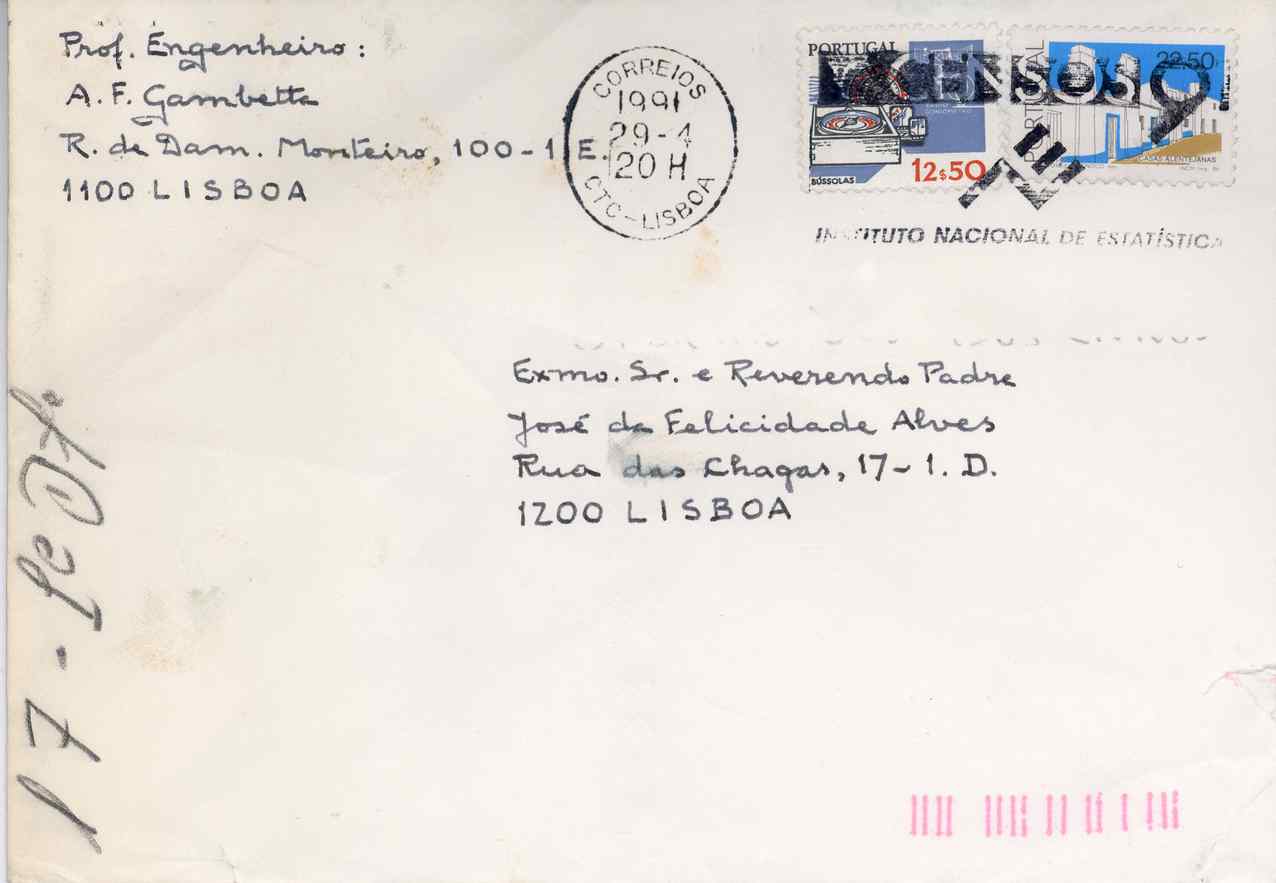 Prof. Engenheiro:
A. F. Gambetta
R. de Dam. Monteiro, 100-1 E.
1100 LISBOA
CORREIOS
1991
29-4
20 H
CTC-LISBOA
PORTUGAL
BÚSSOLAS
12$50
PORTUGAL
22.50
CASAS ALENTEJANAS
CENSOS
INSTITUTO NACIONAL DE ESTATÍSTICA
Exmo. Sr. e Reverendo Padre
José da Felicidade Alves
Rua das Chagas, 17-1. D.
1200 LISBOA
17 -